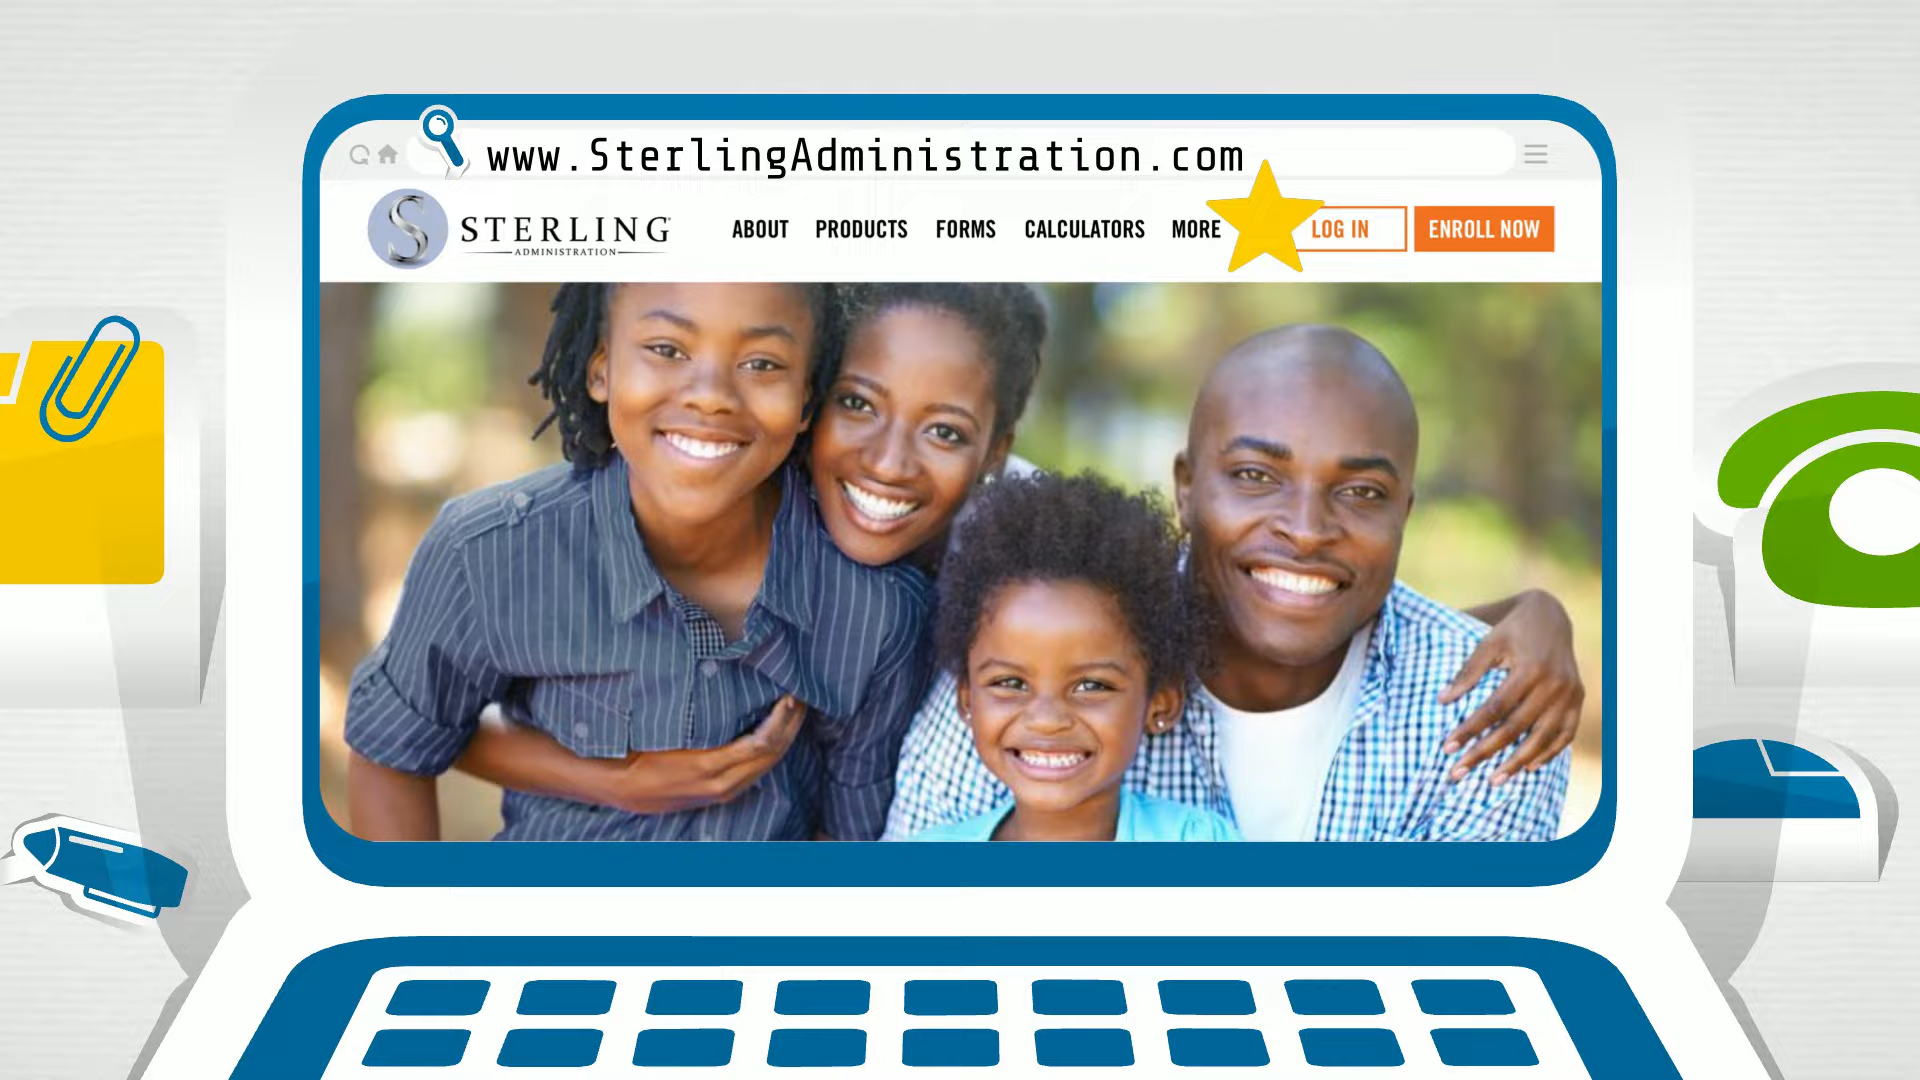 www.SterlingAdministration.com
S STERLING
ADMINISTRATION
ABOUT PRODUCTS FORMS CALCULATORS MORE LOG IN ENROLL NOW